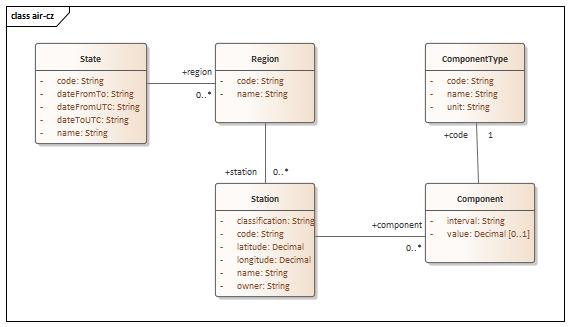 class air-cz
State
- code: String
- dateFromTo: String
- dateFromUTC: String
- dateToUTC: String
- name: String
+region
0..*
Region
- code: String
- name: String
ComponentType
- code: String
- name: String
- unit: String
+station 0..*
+code 1
Station
- classification: String
- code: String
- latitude: Decimal
- longitude: Decimal
- name: String
- owner: String
+component
0..*
Component
- interval: String
- value: Decimal [0..1]